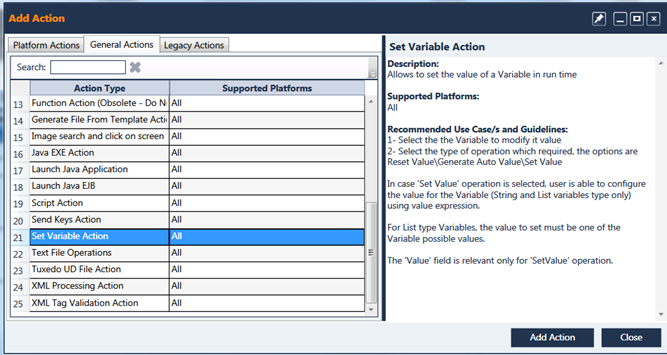 Add Action
Platform Actions General Actions Legacy Actions
Search:
Action Type Supported Platforms
13 Function Action (Obsolete - Do N All
14 Generate File From Template Acti All
15 Image search and click on screen All
16 Java EXE Action All
17 Launch Java Application All
18 Launch Java EJB All
19 Script Action All
20 Send Keys Action All
21 Set Variable Action All
22 Text File Operations All
23 Tuxedo UD File Action All
24 XML Processing Action All
25 XML Tag Validation Action All
Set Variable Action
Description:
Allows to set the value of a Variable in run time
Supported Platforms:
All
Recommended Use Case/s and Guidelines:
1- Select the the Variable to modify it value
2- Select the type of operation which required, the options are
Reset Value\Generate Auto Value\Set Value
In case 'Set Value' operation is selected, user is able to configure
the value for the Variable (String and List variables type only)
using value expression.
For List type Variables, the value to set must be one of the
Variable possible values.
The 'Value' field is relevant only for 'SetValue' operation.
Add Action Close